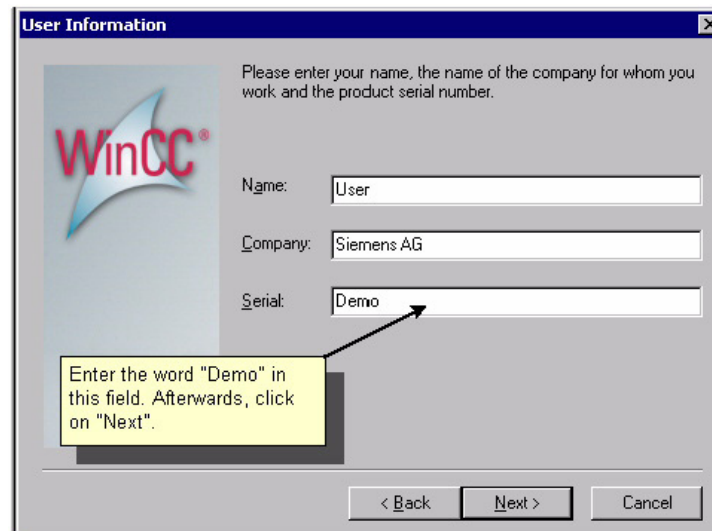 User Information
Please enter your name, the name of the company for whom you
work and the product serial number.
WinCC®
Name:
User
Company:
Siemens AG
Serial:
Demo
Enter the word "Demo" in
this field. Afterwards, click
on "Next".
< Back
Next >
Cancel